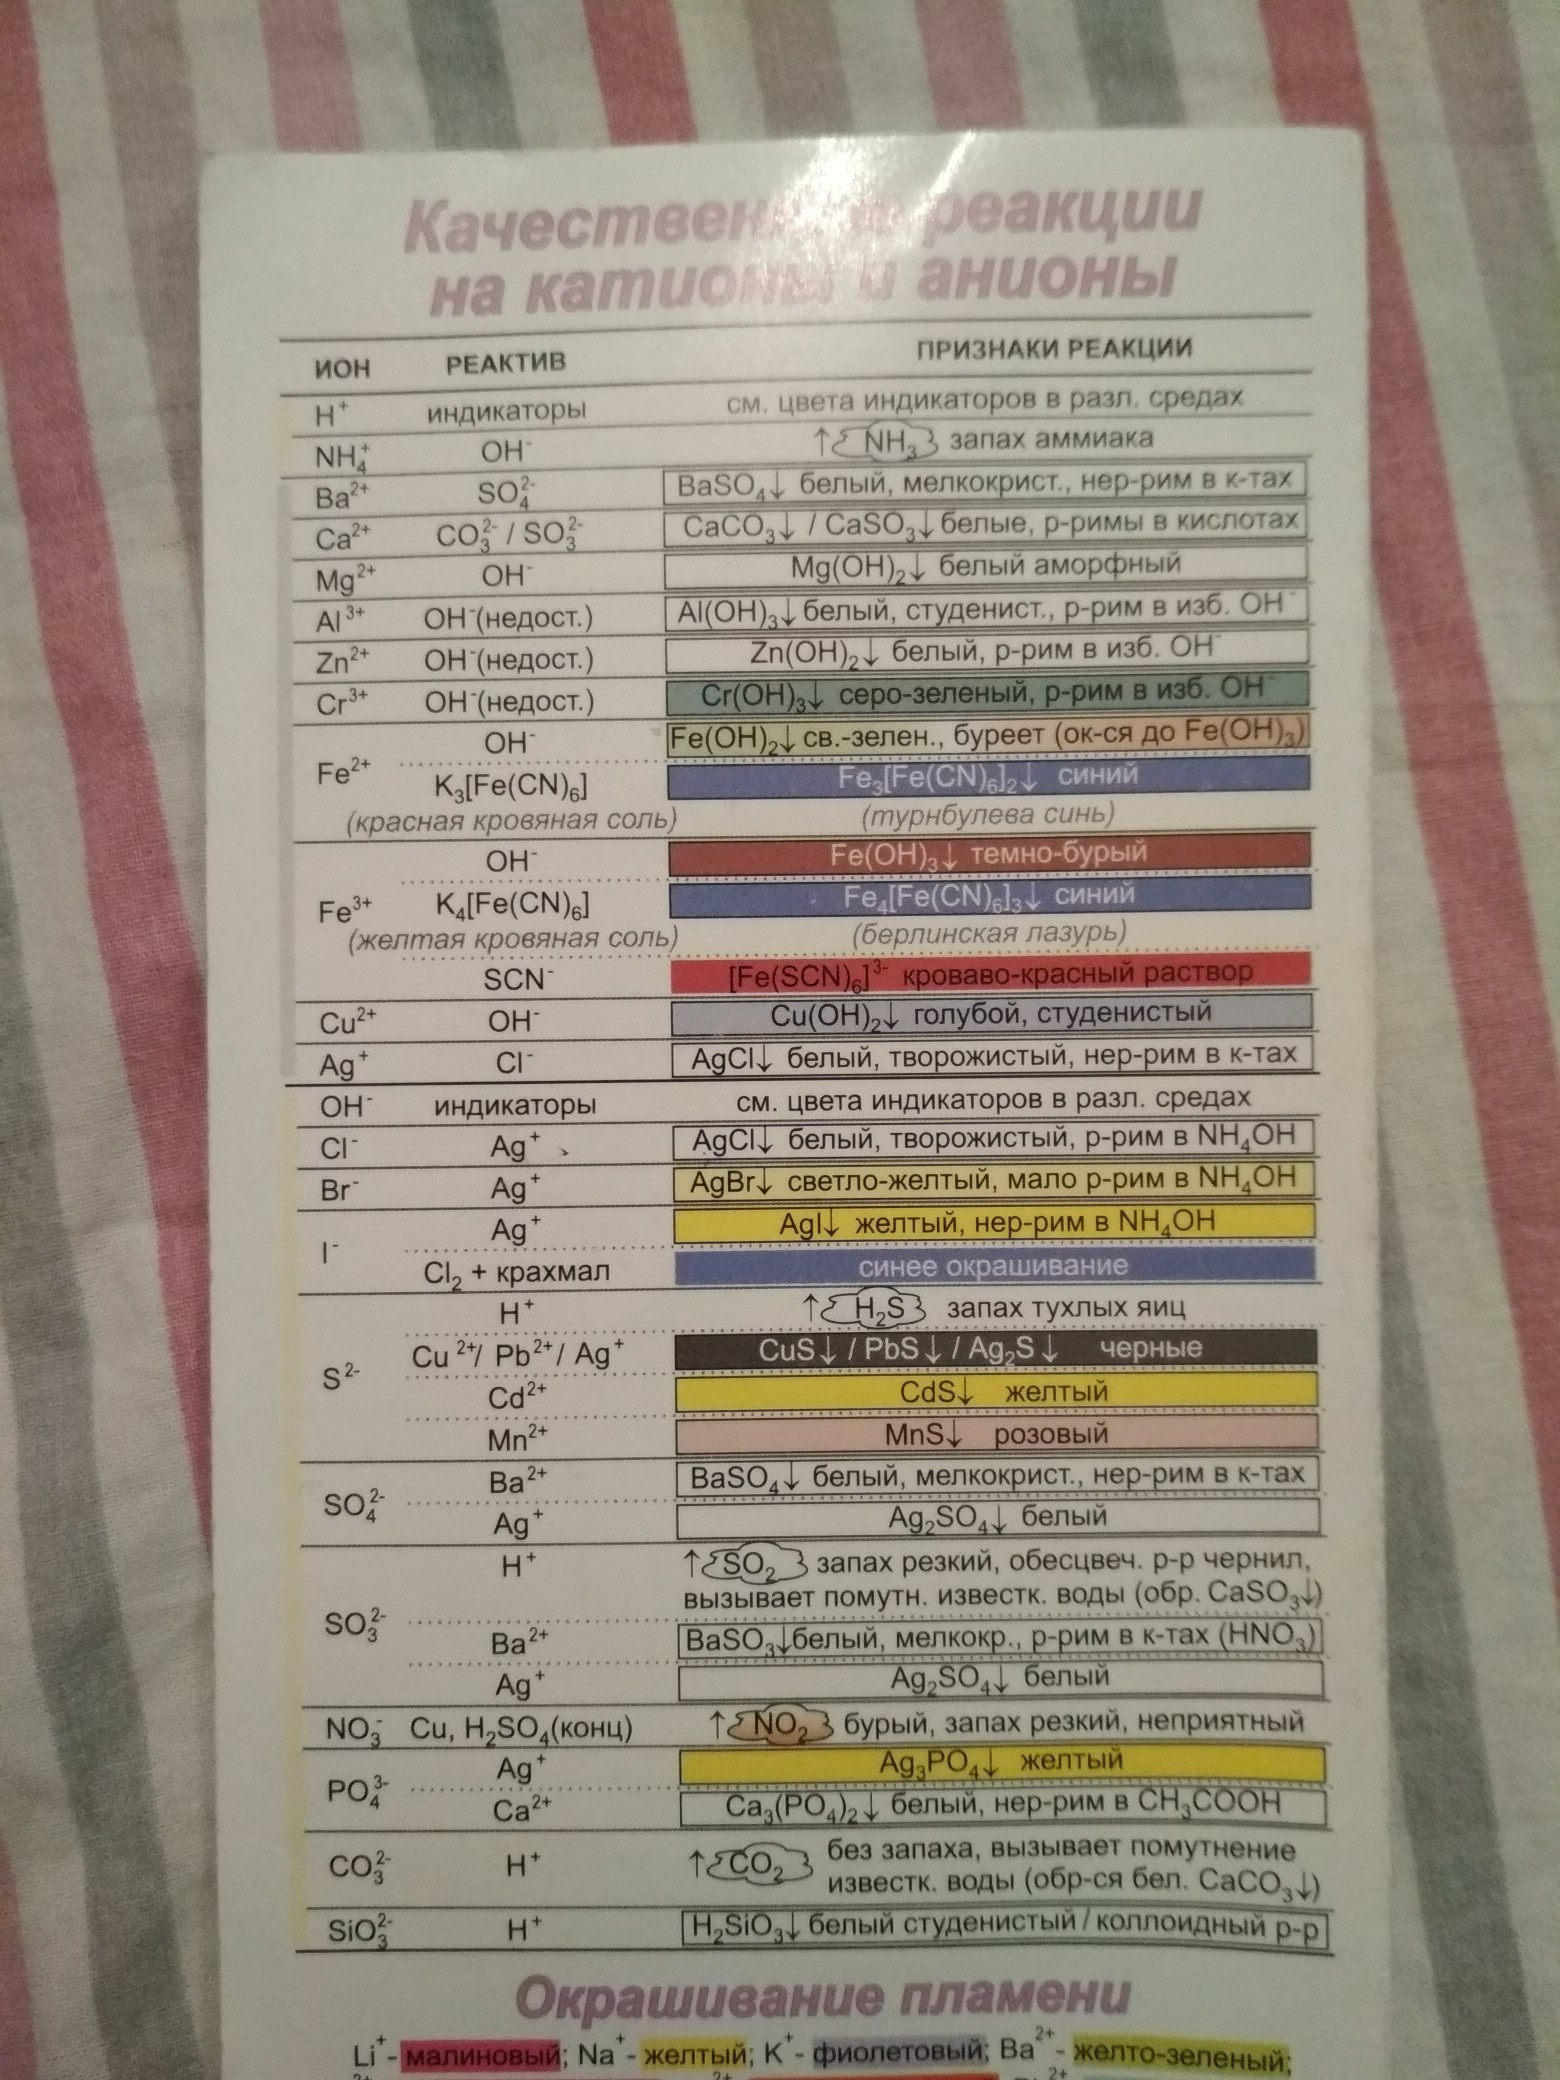 Качественные реакции
на катионы и анионы
ИОН РЕАКТИВ ПРИЗНАКИ РЕАКЦИИ
H⁺ индикаторы см. цвета индикаторов в разл. средах
NH₄⁺ OH⁻ ↑ NH₃ запах аммиака
Ba²⁺ SO₄²⁻ BaSO₄↓ белый, мелкокрист., нер-рим в к-тах
Ca²⁺ CO₃²⁻ / SO₃²⁻ CaCO₃↓ / CaSO₃↓ белые, р-римы в кислотах
Mg²⁺ OH⁻ Mg(OH)₂↓ белый аморфный
Al³⁺ OH⁻(недост.) Al(OH)₃↓ белый, студенист., р-рим в изб. OH⁻
Zn²⁺ OH⁻(недост.) Zn(OH)₂↓ белый, р-рим в изб. OH⁻
Cr³⁺ OH⁻(недост.) Cr(OH)₃↓ серо-зеленый, р-рим в изб. OH⁻
Fe²⁺ OH⁻ Fe(OH)₂↓ св.-зелен., буреет (ок-ся до Fe(OH)₃)
K₃[Fe(CN)₆] Fe₃[Fe(CN)₆]₂↓ синий
(красная кровяная соль) (турнбулева синь)
Fe³⁺ OH⁻ Fe(OH)₃↓ темно-бурый
K₄[Fe(CN)₆] Fe₄[Fe(CN)₆]₃↓ синий
(желтая кровяная соль) (берлинская лазурь)
SCN⁻ [Fe(SCN)₆]³⁻ кроваво-красный раствор
Cu²⁺ OH⁻ Cu(OH)₂↓ голубой, студенистый
Ag⁺ Cl⁻ AgCl↓ белый, творожистый, нер-рим в к-тах
OH⁻ индикаторы см. цвета индикаторов в разл. средах
Cl⁻ Ag⁺ AgCl↓ белый, творожистый, р-рим в NH₄OH
Br⁻ Ag⁺ AgBr↓ светло-желтый, мало р-рим в NH₄OH
I⁻ Ag⁺ AgI↓ желтый, нер-рим в NH₄OH
Cl₂ + крахмал синее окрашивание
S²⁻ H⁺ ↑ H₂S запах тухлых яиц
Cu²⁺/ Pb²⁺/ Ag⁺ CuS↓ / PbS↓ / Ag₂S↓ черные
Cd²⁺ CdS↓ желтый
Mn²⁺ MnS↓ розовый
SO₄²⁻ Ba²⁺ BaSO₄↓ белый, мелкокрист., нер-рим в к-тах
Ag⁺ Ag₂SO₄↓ белый
SO₃²⁻ H⁺ ↑ SO₂ запах резкий, обесцвеч. р-р чернил,
вызывает помутн. известк. воды (обр. CaSO₃↓)
Ba²⁺ BaSO₃↓белый, мелкокр., р-рим в к-тах (HNO₃)
Ag⁺ Ag₂SO₄↓ белый
NO₃⁻ Cu, H₂SO₄(конц) ↑ NO₂ бурый, запах резкий, неприятный
PO₄³⁻ Ag⁺ Ag₃PO₄↓ желтый
Ca²⁺ Ca₃(PO₄)₂↓ белый, нер-рим в CH₃COOH
CO₃²⁻ H⁺ ↑ CO₂ без запаха, вызывает помутнение
известк. воды (обр-ся бел. CaCO₃↓)
SiO₃²⁻ H⁺ H₂SiO₃↓ белый студенистый / коллоидный р-р
Окрашивание пламени
Li⁺- малиновый; Na⁺- желтый; K⁺- фиолетовый; Ba²⁺- желто-зеленый;